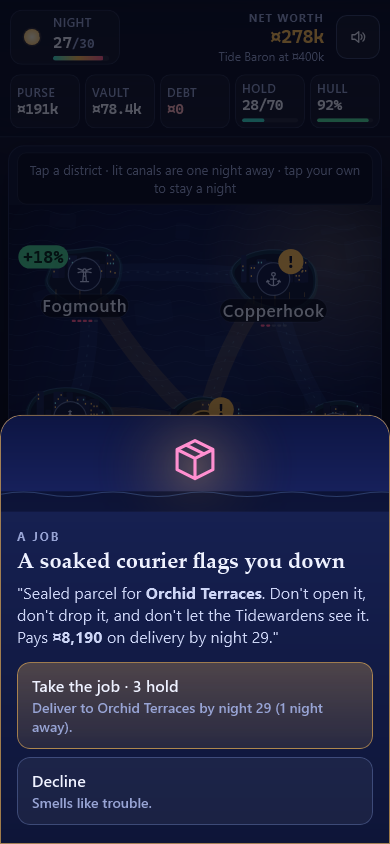 NIGHT
27/30
NET WORTH
¤278k
Tide Baron at ¤400k
PURSE
¤191k
VAULT
¤78.4k
DEBT
¤0
HOLD
28/70
HULL
92%
Tap a district · lit canals are one night away · tap your own
to stay a night
+18%
!
Fogmouth
Copperhook
!
A JOB
A soaked courier flags you down
"Sealed parcel for Orchid Terraces. Don't open it,
don't drop it, and don't let the Tidewardens see it.
Pays ¤8,190 on delivery by night 29."
Take the job · 3 hold
Deliver to Orchid Terraces by night 29 (1 night
away).
Decline
Smells like trouble.